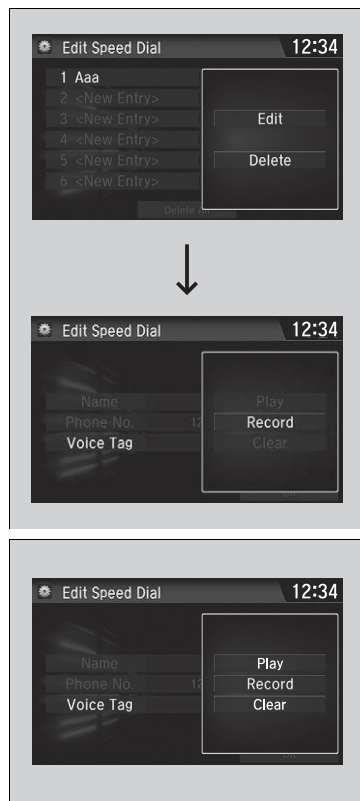 Edit Speed Dial 12:34
1 Aaa
2 <New Entry>
3 <New Entry>
4 <New Entry>
5 <New Entry>
6 <New Entry>
Edit
Delete
Delete All
Edit Speed Dial 12:34
Name
Phone No. 12
Voice Tag
Play
Record
Clear
OK
Edit Speed Dial 12:34
Name
Phone No. 12
Voice Tag
Play
Record
Clear
OK